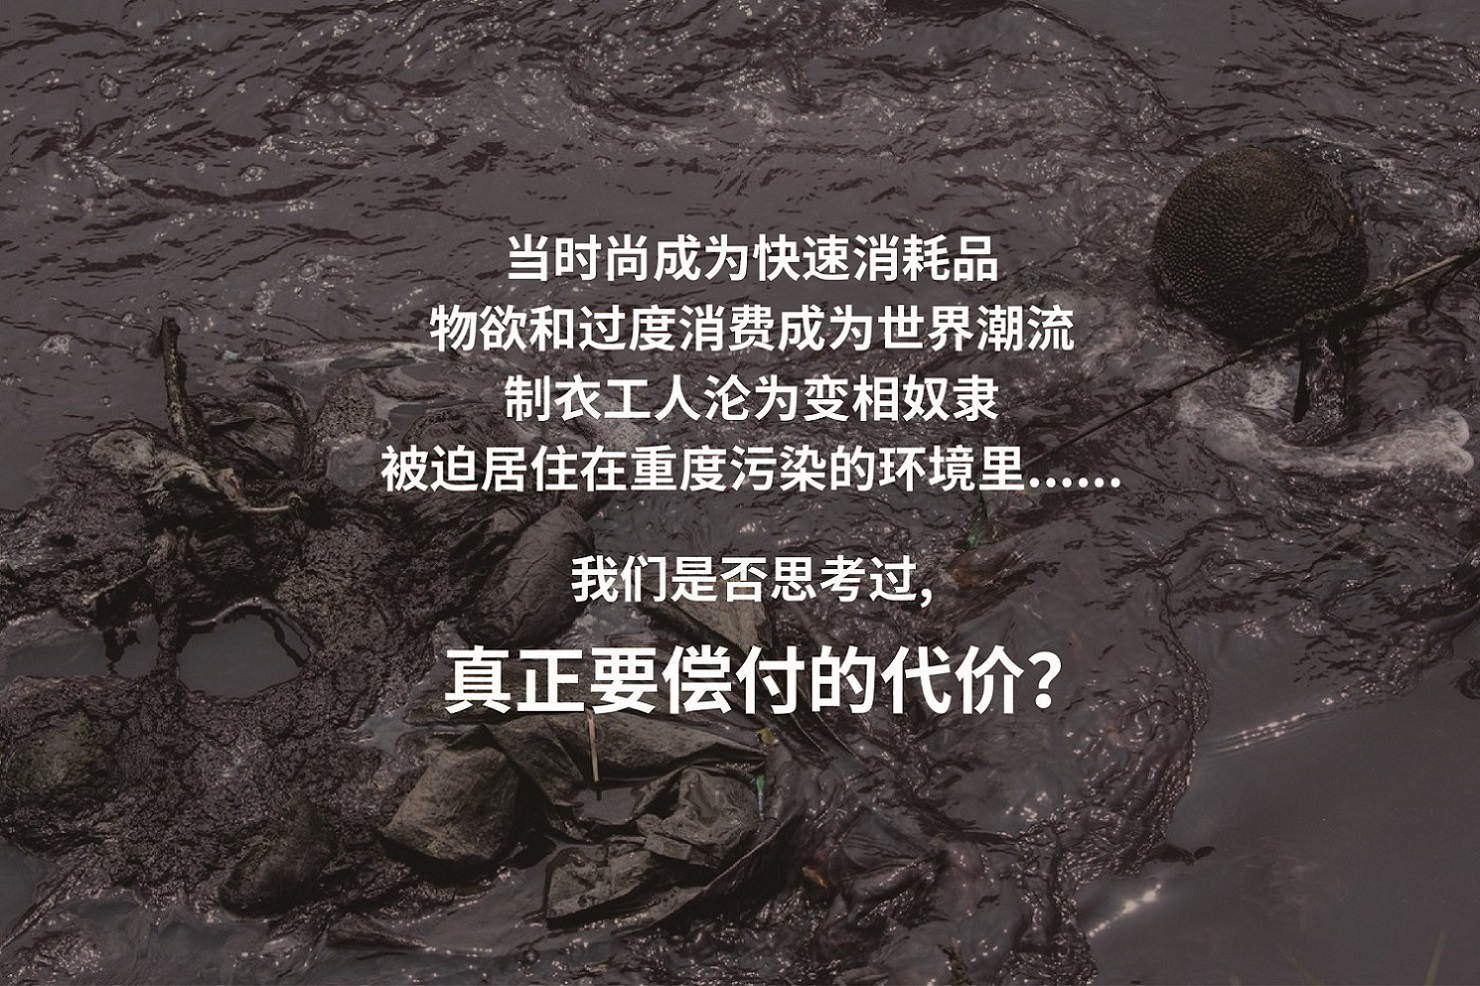 当时尚成为快速消耗品
物欲和过度消费成为世界潮流
制衣工人沦为变相奴隶
被迫居住在重度污染的环境里......
我们是否思考过,
真正要偿付的代价?